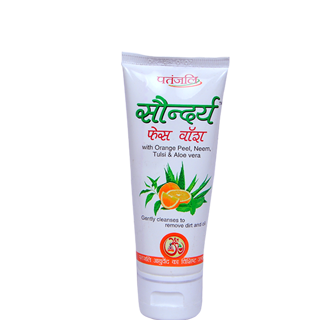 पतंजलि
सौन्दर्य
फेस वॉश
with Orange Peel, Neem,
Tulsi & Aloe vera
Gently cleanses to
remove dirt and oil